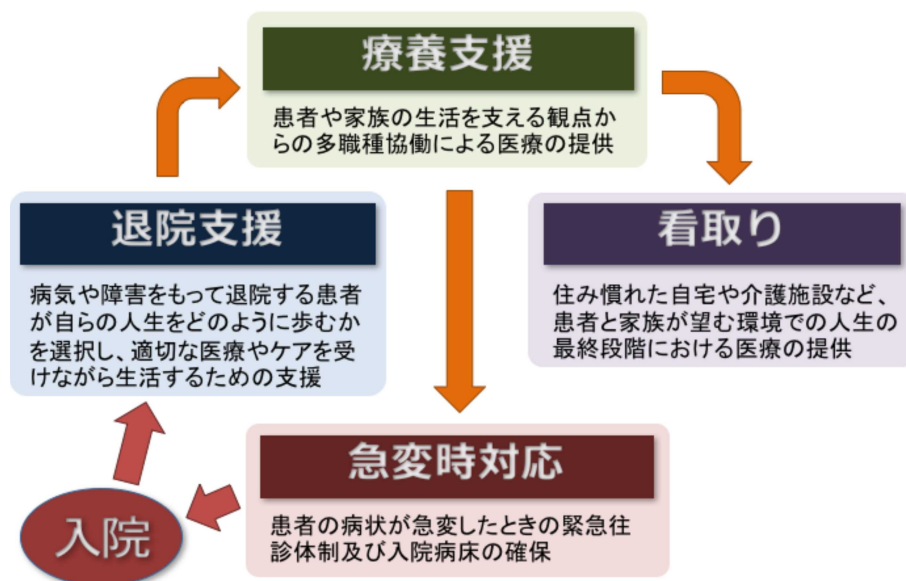 療養支援
患者や家族の生活を支える観点か
らの多職種協働による医療の提供
退院支援
病気や障害をもって退院する患者
が自らの人生をどのように歩むか
を選択し、適切な医療やケアを受
けながら生活するための支援
看取り
住み慣れた自宅や介護施設など、
患者と家族が望む環境での人生の
最終段階における医療の提供
急変時対応
患者の病状が急変したときの緊急往
診体制及び入院病床の確保
入院